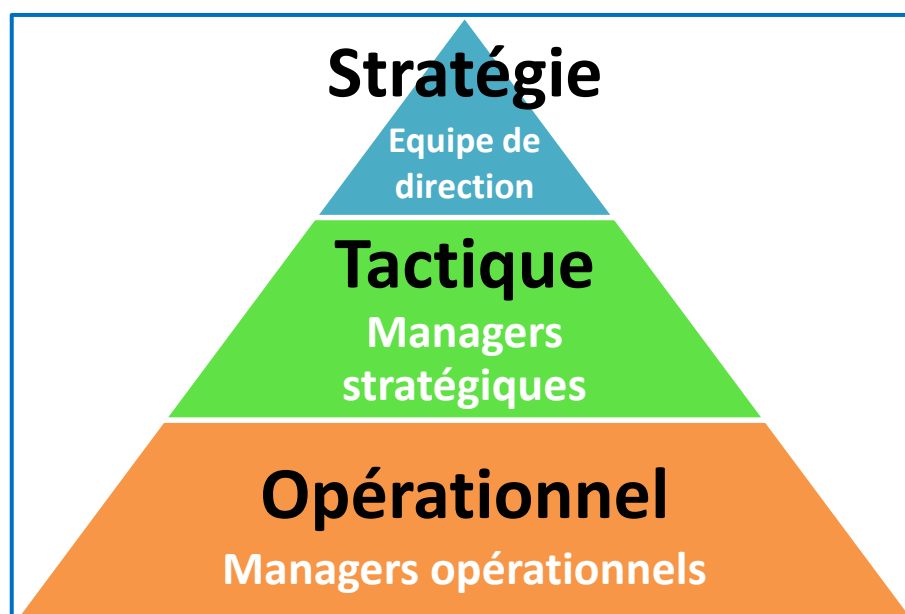 Stratégie
Equipe de
direction
Tactique
Managers
stratégiques
Opérationnel
Managers opérationnels